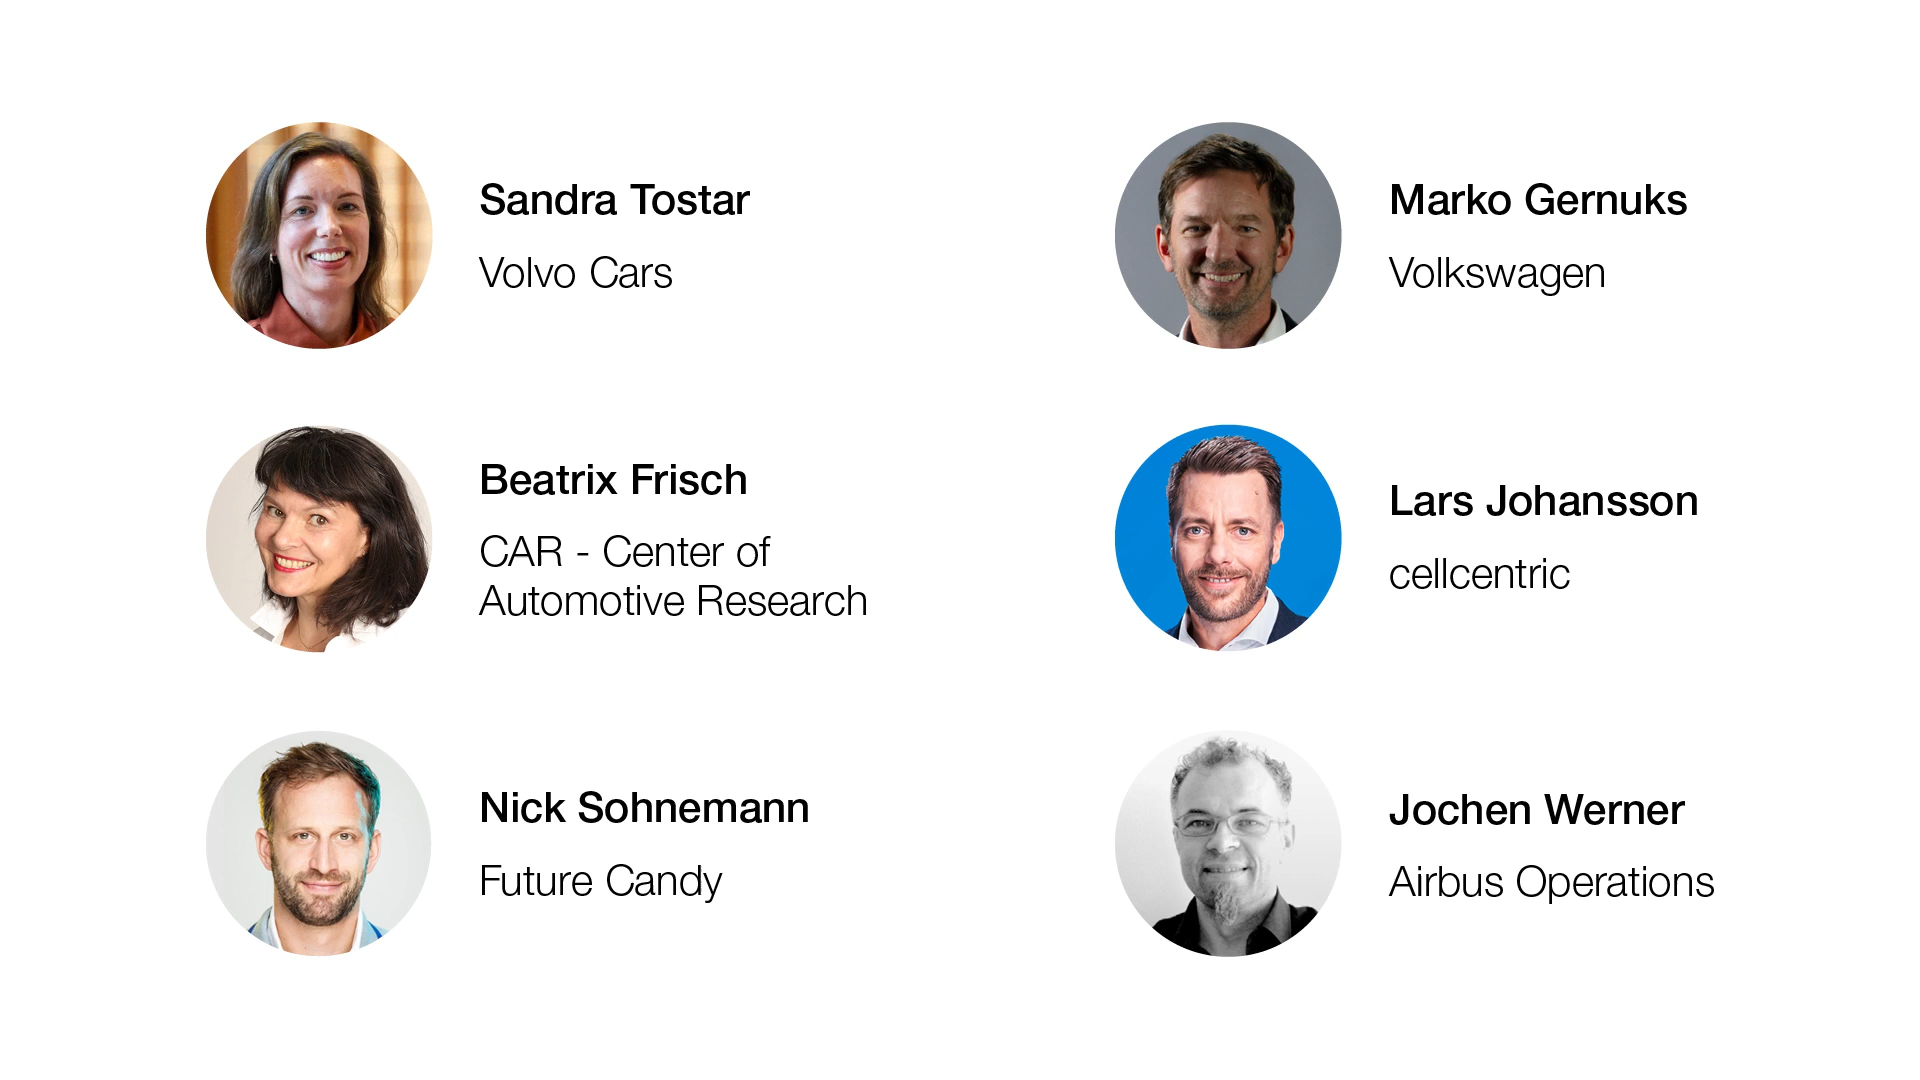 Sandra Tostar
Volvo Cars
Marko Gernuks
Volkswagen
Beatrix Frisch
CAR - Center of
Automotive Research
Lars Johansson
cellcentric
Nick Sohnemann
Future Candy
Jochen Werner
Airbus Operations